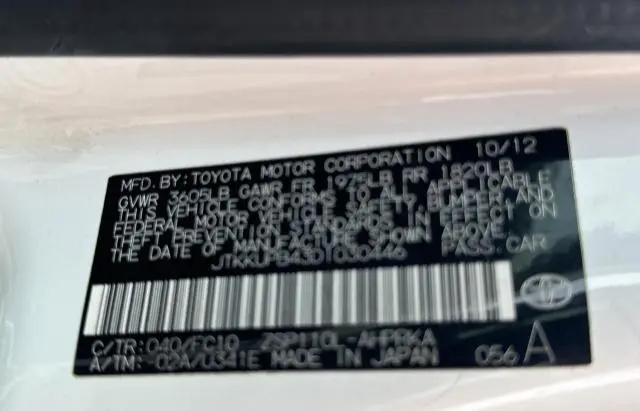 MFD. BY: TOYOTA MOTOR CORPORATION 10/12
GVWR 3605LB GAWR FR 1975LB RR 1820LB
THIS VEHICLE CONFORMS TO ALL APPLICABLE
FEDERAL MOTOR VEHICLE SAFETY, BUMPER, AND
THEFT PREVENTION STANDARDS IN EFFECT ON
THE DATE OF MANUFACTURE SHOWN ABOVE.
JTKKUPB43D1030446 PASS. CAR
C/TR: 040/FC10 ZSP110L-AHPRKA
A/TM: -02A/U341E MADE IN JAPAN 056 A